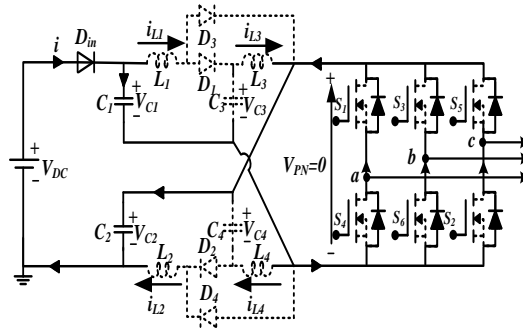 i
D_in
i_L1
D_3
i_L3
L_1
D_1
L_3
C_1
+
V_C1
−
C_3
+
V_C3
−
+
V_DC
−
+
V_PN=0
−
S_1
S_3
S_5
c
b
a
S_4
S_6
S_2
C_2
+
V_C2
−
C_4
+
V_C4
−
L_2
D_2
L_4
D_4
i_L2
i_L4